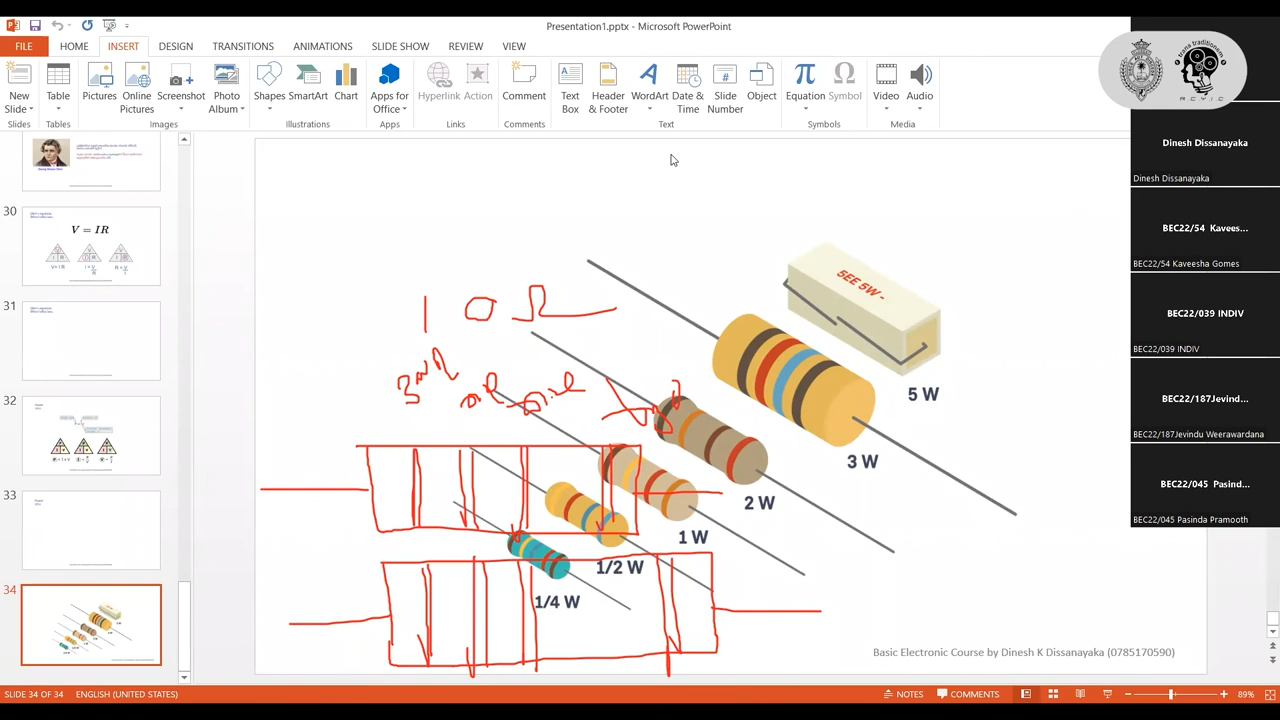 Presentation1.pptx - Microsoft PowerPoint
FILE HOME INSERT DESIGN TRANSITIONS ANIMATIONS SLIDE SHOW REVIEW VIEW
New Slide
Table
Pictures
Online Pictures
Screenshot
Photo Album
Shapes
SmartArt
Chart
Apps for Office
Hyperlink
Action
Comment
Text Box
Header & Footer
WordArt
Date & Time
Slide Number
Object
Equation
Symbol
Video
Audio
Slides Tables Images Illustrations Apps Links Comments Text Symbols Media
A C Y I C
30
V = IR
31
32
33
34
1 0 Ω
5EE 5W -
5 W
3 W
2 W
1 W
1/2 W
1/4 W
Basic Electronic Course by Dinesh K Dissanayaka (0785170590)
Dinesh Dissanayaka
Dinesh Dissanayaka
BEC22/54 Kavees...
BEC22/54 Kaveesha Gomes
BEC22/039 INDIV
BEC22/039 INDIV
BEC22/187Jevind...
BEC22/187Jevindu Weerawardana
BEC22/045 Pasind...
BEC22/045 Pasinda Pramooth
SLIDE 34 OF 34 ENGLISH (UNITED STATES) NOTES COMMENTS 89%